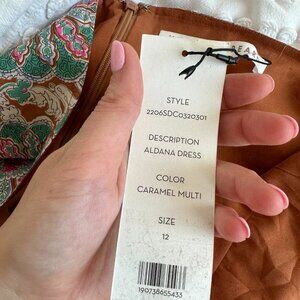 STYLE
2206SDC0320301
DESCRIPTION
ALDANA DRESS
COLOR
CARAMEL MULTI
SIZE
12
190738655433